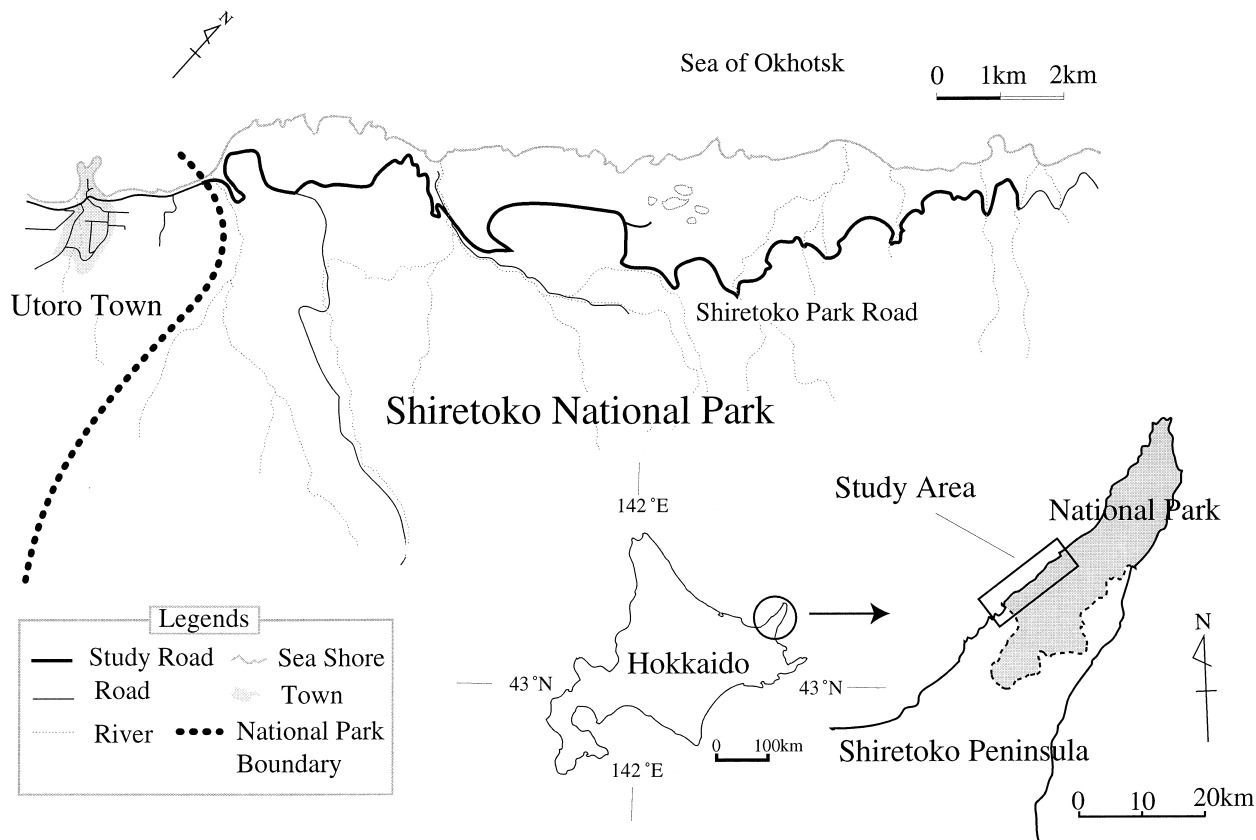 N
Sea of Okhotsk
0 1km 2km
Utoro Town
Shiretoko Park Road
Shiretoko National Park
Study Area
National Park
142°E
Hokkaido
43°N
43°N
0 100km
142°E
N
Shiretoko Peninsula
0 10 20km
Legends
Study Road
Sea Shore
Road
Town
River
National Park
Boundary